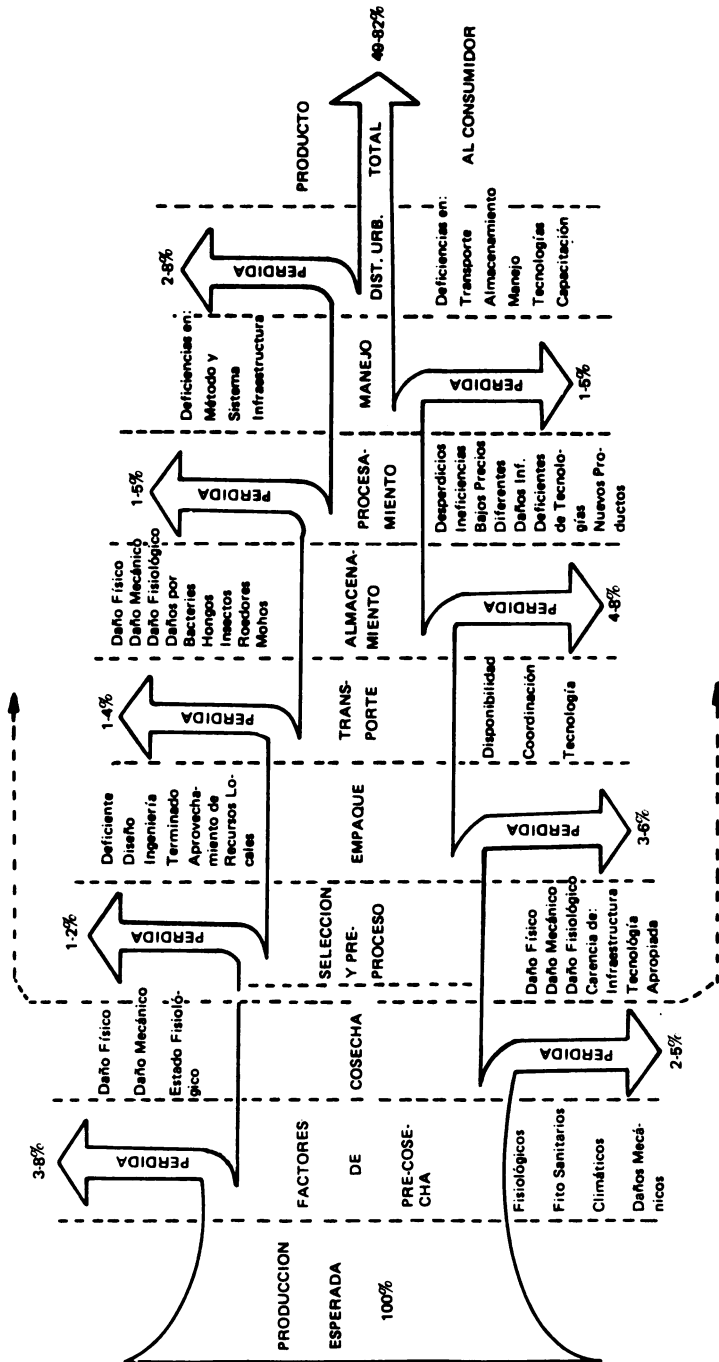 PRODUCCION
ESPERADA
100%
3-8%
PERDIDA
FACTORES
DE
PRE-COSE-
CHA
Fisiológicos
Fito Sanitarios
Climáticos
Daños Mecá-
nicos
Daño Físico
Daño Mecánico
Estado Fisioló-
gico
COSECHA
PERDIDA
2-5%
1-2%
PERDIDA
SELECCION
Y PRE-
PROCESO
Daño Físico
Daño Mecánico
Daño Fisiológico
Carencia de:
Infraestructura
Tecnológía
Apropiada
Deficiente
Diseño
Ingeniería
Terminado
Aprovecha-
miento de
Recursos Lo-
cales
EMPAQUE
PERDIDA
3-6%
1-4%
PERDIDA
TRANS-
PORTE
Disponibilidad
Coordinación
Tecnología
Daño Físico
Daño Mecánico
Daño Fisiológico
Daños por
Bacteries
Hongos
Insectos
Roedores
Mohos
ALMACENA-
MIENTO
PERDIDA
4-8%
1-5%
PERDIDA
PROCESA-
MIENTO
Desperdicios
Ineficiencias
Bajos Precios
Diferentes
Daños Inf.
Deficientes
de Tecnolo-
gías
Nuevos Pro-
ductos
Deficiencias en:
Método y
Sistema
Infraestructura
MANEJO
PERDIDA
1-5%
2-8%
PERDIDA
DIST. URB.
Deficiencias en:
Transporte
Almacenamiento
Manejo
Tecnologías
Capacitación
PRODUCTO
TOTAL
49-82%
AL CONSUMIDOR